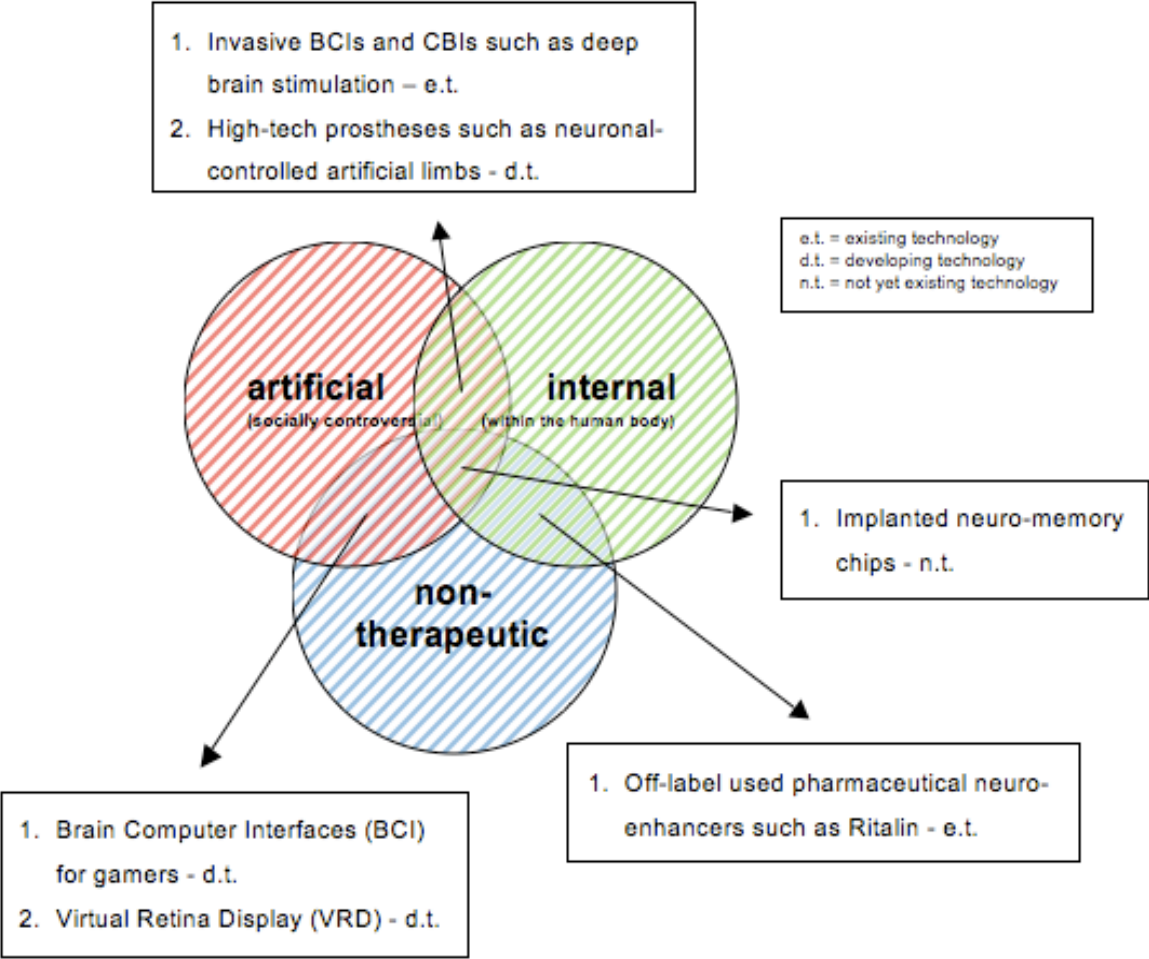 1. Invasive BCIs and CBIs such as deep
brain stimulation – e.t.
2. High-tech prostheses such as neuronal-
controlled artificial limbs - d.t.
e.t. = existing technology
d.t. = developing technology
n.t. = not yet existing technology
artificial
(socially controversial)
internal
(within the human body)
non-
therapeutic
1. Implanted neuro-memory
chips - n.t.
1. Off-label used pharmaceutical neuro-
enhancers such as Ritalin - e.t.
1. Brain Computer Interfaces (BCI)
for gamers - d.t.
2. Virtual Retina Display (VRD) - d.t.